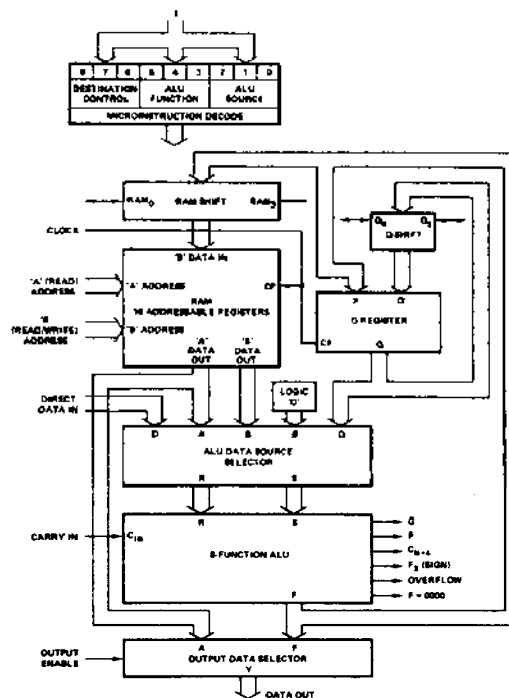 I
8 7 6 5 4 3 2 1 0
DESTINATION CONTROL
ALU FUNCTION
ALU SOURCE
MICROINSTRUCTION DECODE
RAM0 RAM SHIFT RAM3
Q-SHIFT
CLOCK
'B' DATA IN
'A' (READ) ADDRESS
'A' ADDRESS
CP
RAM
16 ADDRESSABLE REGISTERS
'B' (READ/WRITE) ADDRESS
'B' ADDRESS
'A' DATA OUT
'B' DATA OUT
F Q
Q REGISTER
CP
Q
LOGIC '0'
DIRECT DATA IN
D A B Q
ALU DATA SOURCE SELECTOR
R S
R S
CARRY IN
Cin
8-FUNCTION ALU
F
G
P
CN+4
F3 (SIGN)
OVERFLOW
F = 0000
OUTPUT ENABLE
A F
OUTPUT DATA SELECTOR
Y
DATA OUT